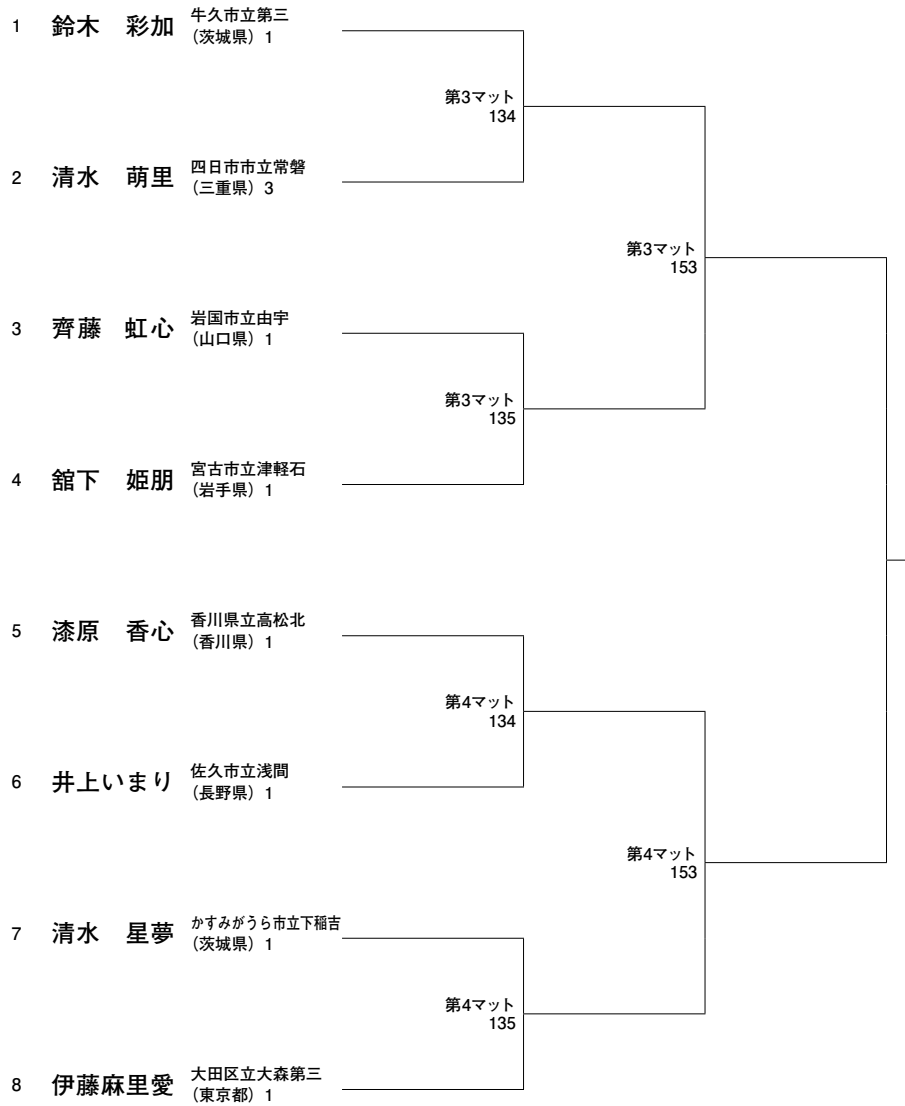 1 鈴木 彩加 牛久市立第三
(茨城県) 1
第3マット
134
2 清水 萌里 四日市市立常磐
(三重県) 3
第3マット
153
3 齊藤 虹心 岩国市立由宇
(山口県) 1
第3マット
135
4 舘下 姫朋 宮古市立津軽石
(岩手県) 1
5 漆原 香心 香川県立高松北
(香川県) 1
第4マット
134
6 井上いまり 佐久市立浅間
(長野県) 1
第4マット
153
7 清水 星夢 かすみがうら市立下稲吉
(茨城県) 1
第4マット
135
8 伊藤麻里愛 大田区立大森第三
(東京都) 1